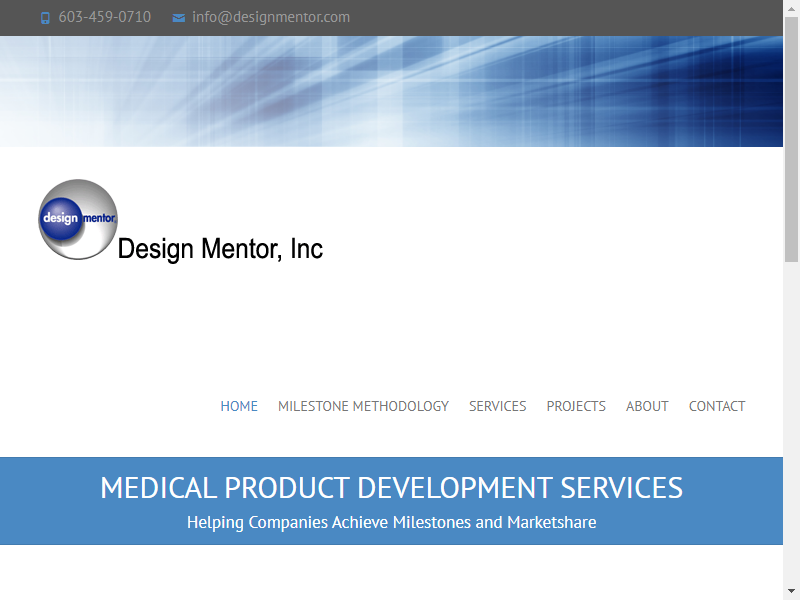 603-459-0710 info@designmentor.com
design mentor
Design Mentor, Inc
HOME MILESTONE METHODOLOGY SERVICES PROJECTS ABOUT CONTACT
MEDICAL PRODUCT DEVELOPMENT SERVICES
Helping Companies Achieve Milestones and Marketshare